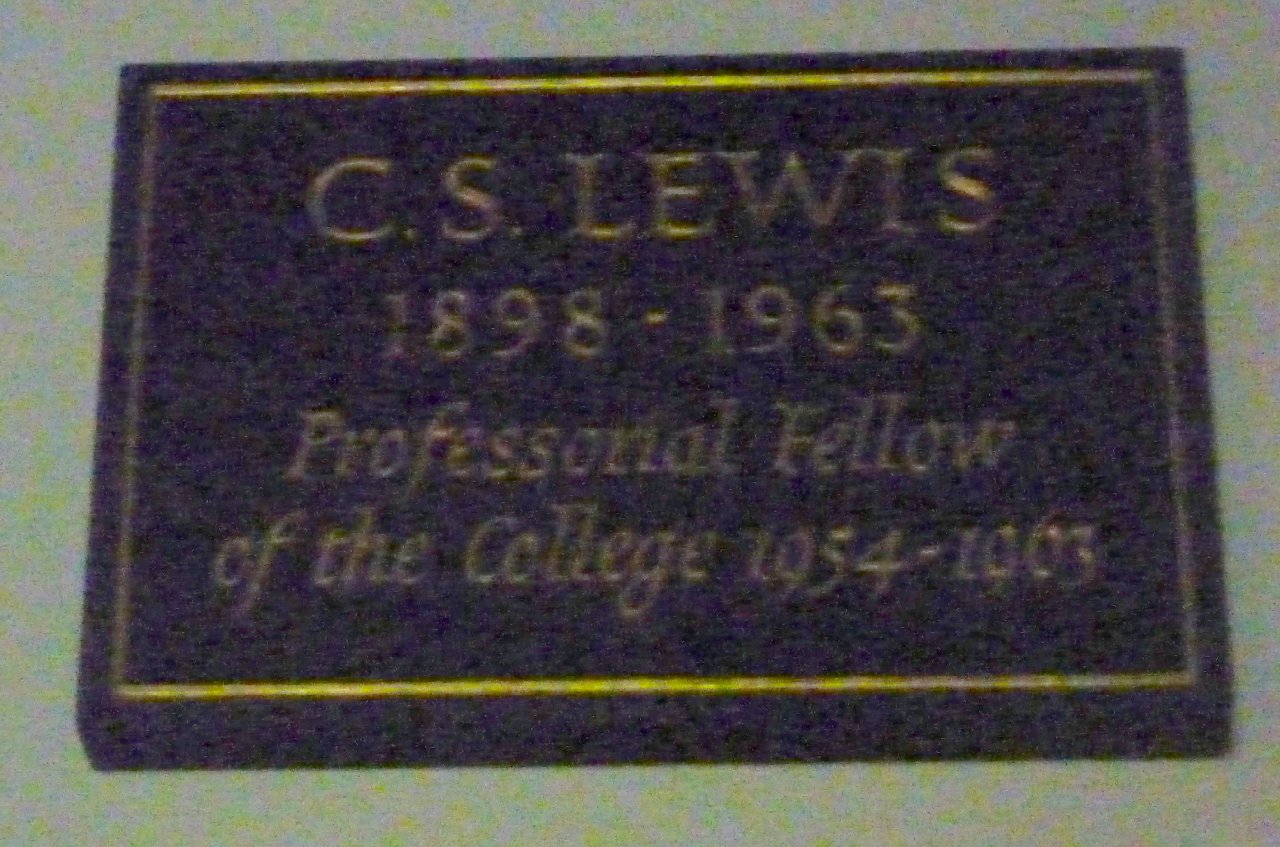 C.S. LEWIS
1898 - 1963
Professorial Fellow
of the College 1954-1963